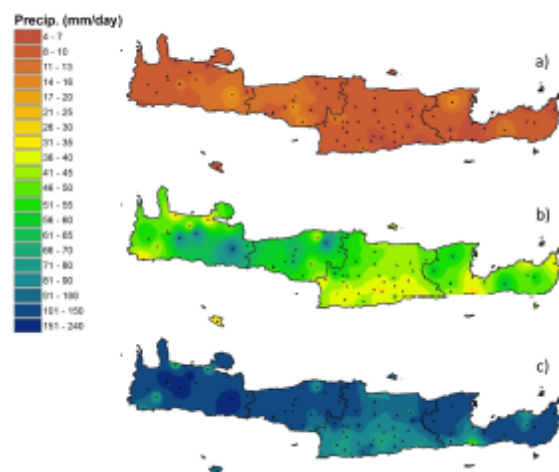 Precip. (mm/day)
4 - 7
8 - 10
11 - 13
14 - 16
17 - 20
21 - 25
26 - 30
31 - 35
36 - 40
41 - 45
46 - 50
51 - 55
56 - 60
61 - 65
66 - 70
71 - 80
81 - 90
91 - 100
101 - 150
151 - 240
a)
b)
c)